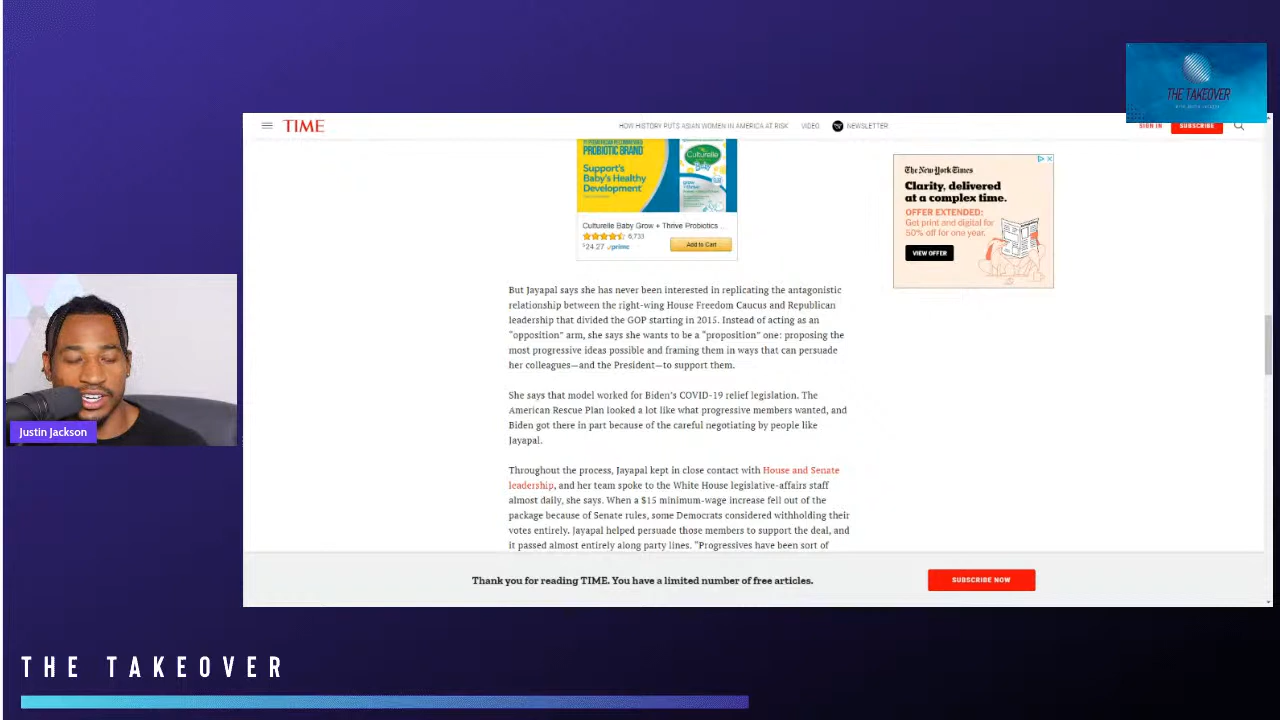 THE TAKEOVER
TIME
HOW HISTORY PUTS ASIAN WOMEN IN AMERICA AT RISK
VIDEO
NEWSLETTER
SIGN IN
SUBSCRIBE
PROBIOTIC BRAND
Support's
Baby's Healthy
Development
Culturelle
Baby
Culturelle Baby Grow + Thrive Probiotics ...
6,733
$24.27 prime
Add to Cart
The New York Times
Clarity, delivered
at a complex time.
OFFER EXTENDED:
Get print and digital for
50% off for one year.
VIEW OFFER
But Jayapal says she has never been interested in replicating the antagonistic
relationship between the right-wing House Freedom Caucus and Republican
leadership that divided the GOP starting in 2015. Instead of acting as an
“opposition” arm, she says she wants to be a “proposition” one: proposing the
most progressive ideas possible and framing them in ways that can persuade
her colleagues—and the President—to support them.
She says that model worked for Biden’s COVID-19 relief legislation. The
American Rescue Plan looked a lot like what progressive members wanted, and
Biden got there in part because of the careful negotiating by people like
Jayapal.
Throughout the process, Jayapal kept in close contact with House and Senate
leadership, and her team spoke to the White House legislative-affairs staff
almost daily, she says. When a $15 minimum-wage increase fell out of the
package because of Senate rules, some Democrats considered withholding their
votes entirely. Jayapal helped persuade those members to support the deal, and
it passed almost entirely along party lines. “Progressives have been sort of
Thank you for reading TIME. You have a limited number of free articles.
SUBSCRIBE NOW
Justin Jackson
THE TAKEOVER